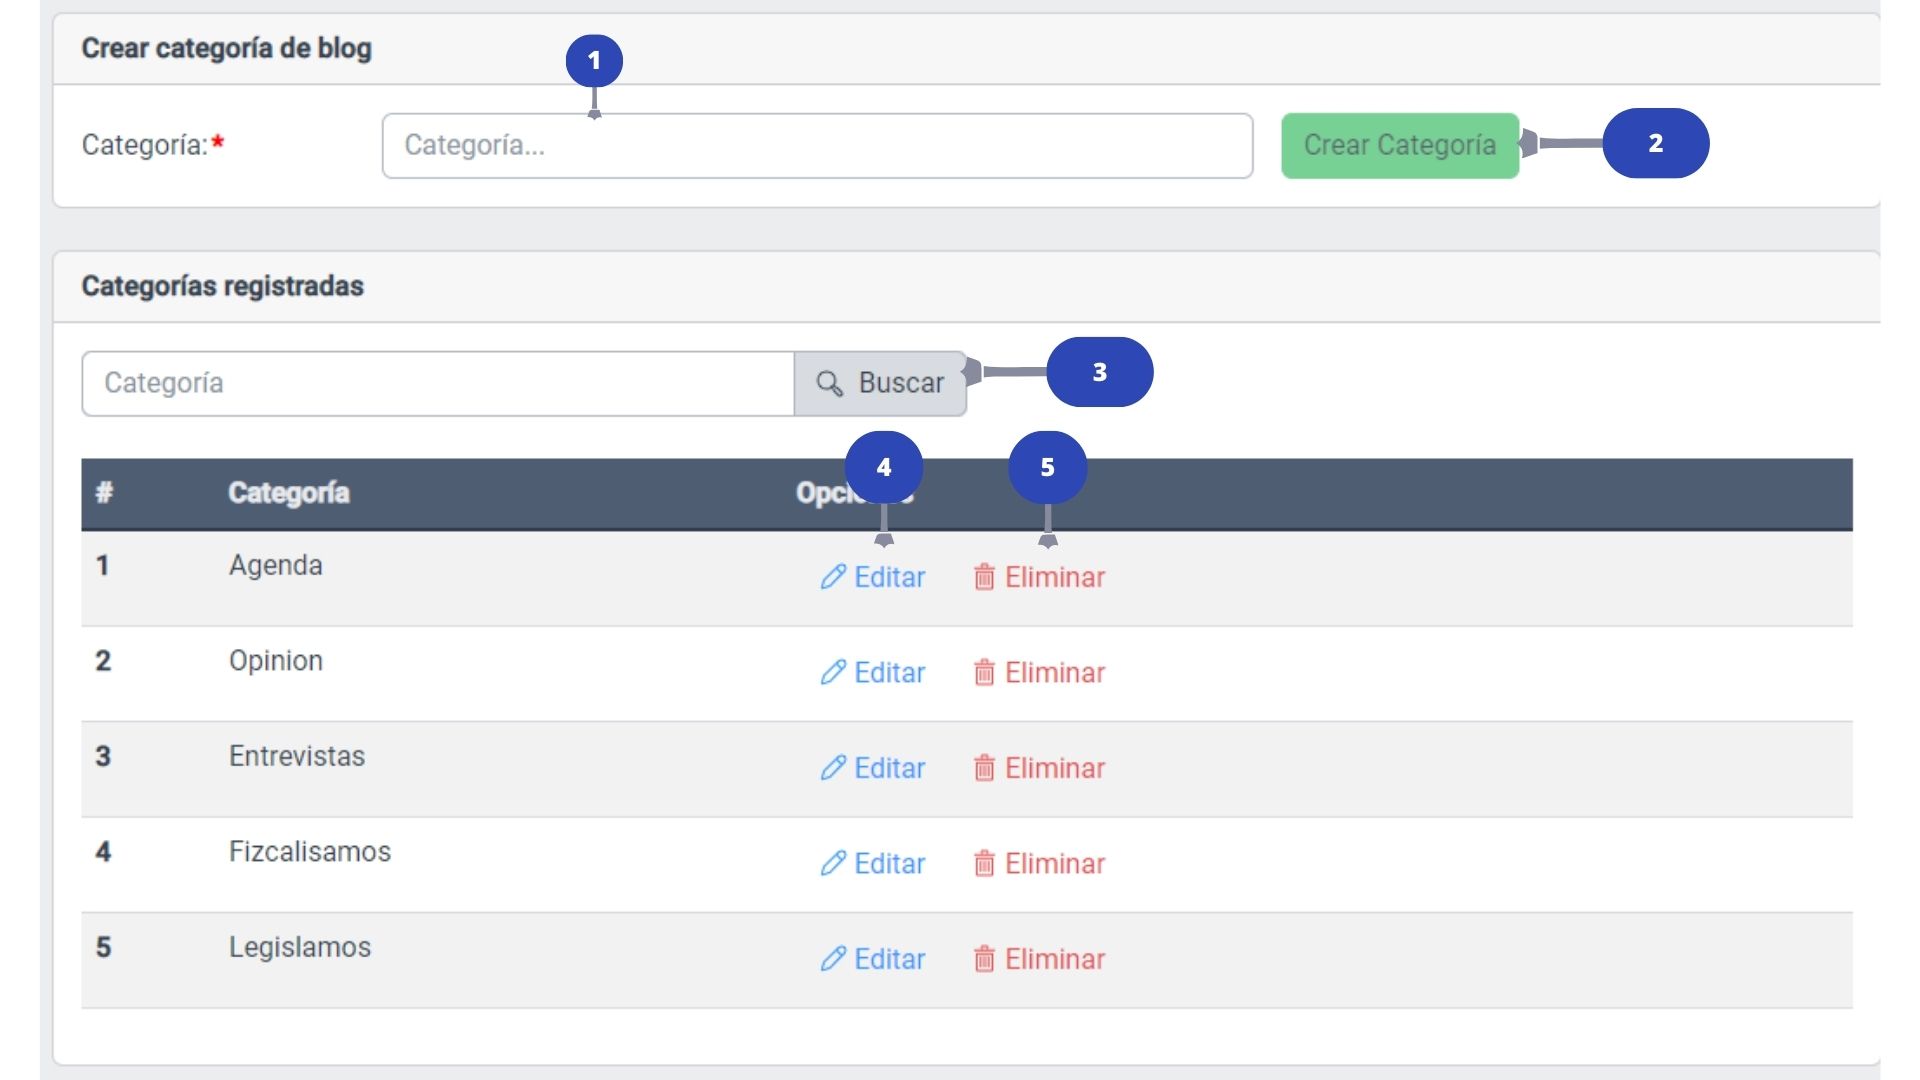 Crear categoría de blog
1
Categoría:* Categoría... Crear Categoría 2
Categorías registradas
Categoría Buscar 3
4 5
# Categoría
1 Agenda Editar Eliminar
2 Opinion Editar Eliminar
3 Entrevistas Editar Eliminar
4 Fizcalisamos Editar Eliminar
5 Legislamos Editar Eliminar